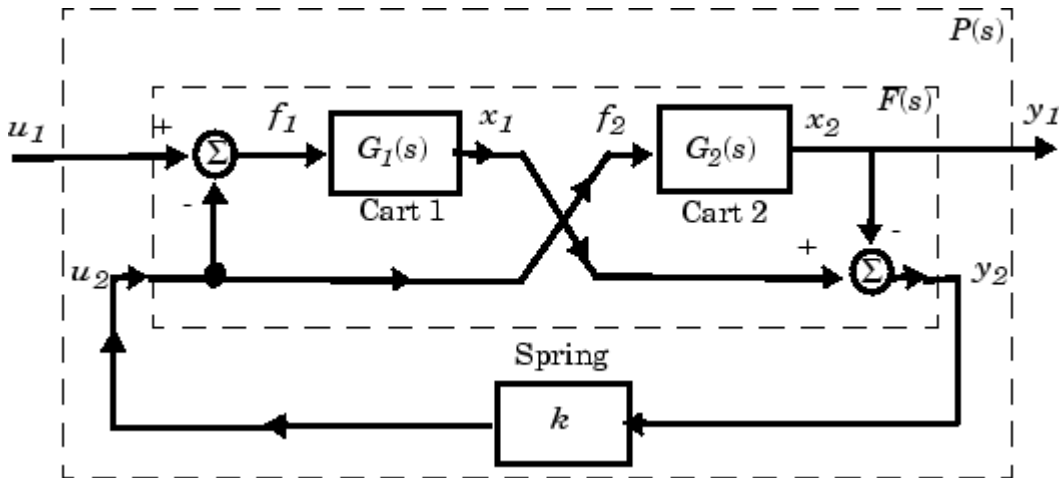 P(s)
F(s)
u1
+
Σ
f1
G1(s)
x1
f2
G2(s)
x2
y1
Cart 1
Cart 2
-
-
u2
+
Σ
y2
Spring
k